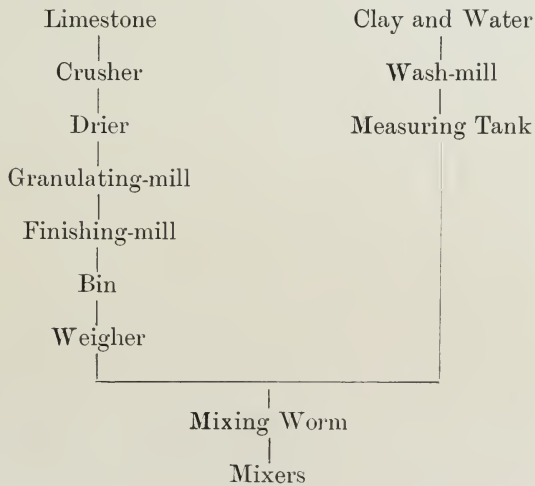 Limestone
Crusher
Drier
Granulating-mill
Finishing-mill
Bin
Weigher
Clay and Water
Wash-mill
Measuring Tank
Mixing Worm
Mixers